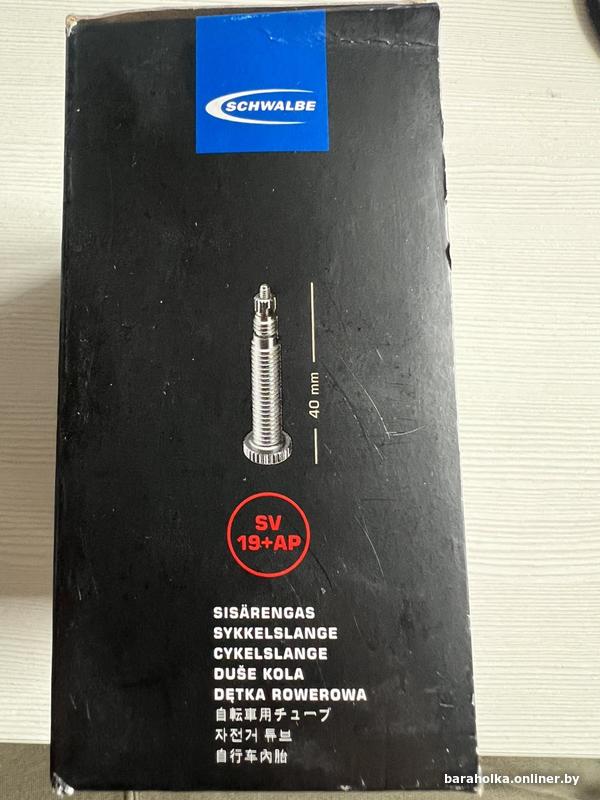 SCHWALBE
40 mm
SV
19+AP
SISÄRENGAS
SYKKELSLANGE
CYKELSLANGE
DUŠE KOLA
DĘTKA ROWEROWA
自転車用チューブ
자전거 튜브
自行车內胎
baraholka.onliner.by